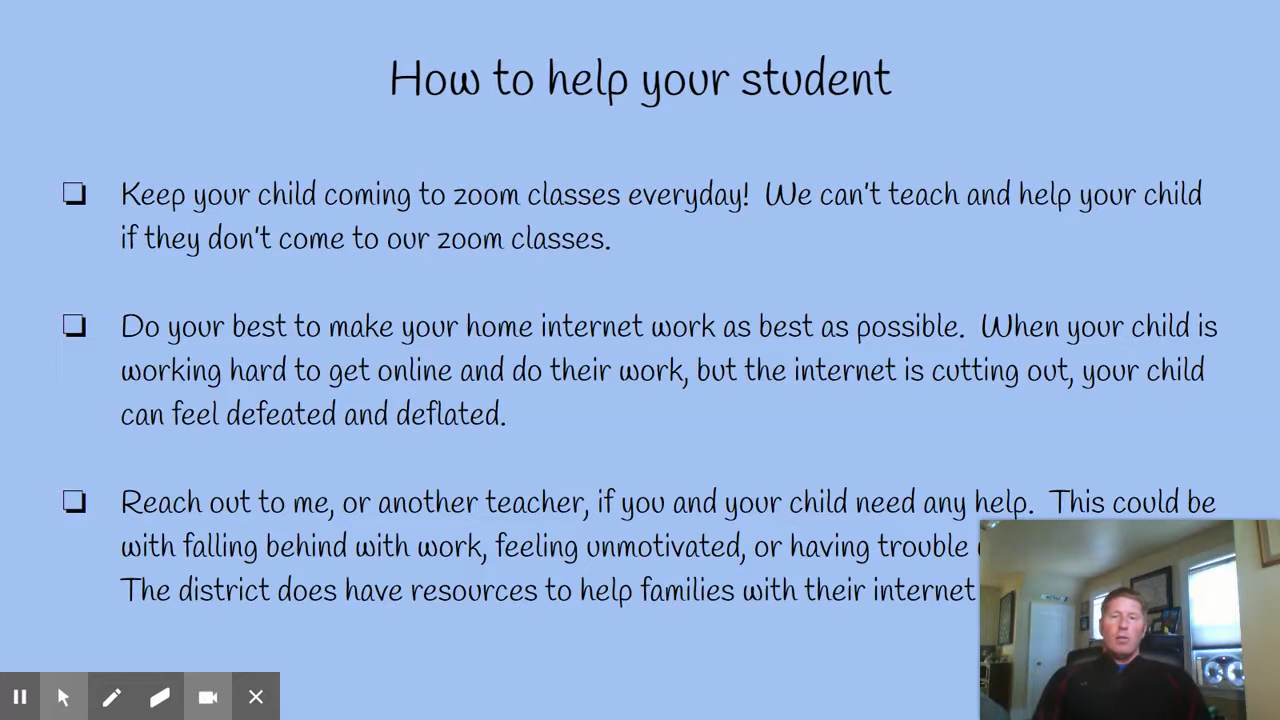 How to help your student
Keep your child coming to zoom classes everyday! We can't teach and help your child
if they don't come to our zoom classes.
Do your best to make your home internet work as best as possible. When your child is
working hard to get online and do their work, but the internet is cutting out, your child
can feel defeated and deflated.
Reach out to me, or another teacher, if you and your child need any help. This could be
with falling behind with work, feeling unmotivated, or having trouble
The district does have resources to help families with their internet